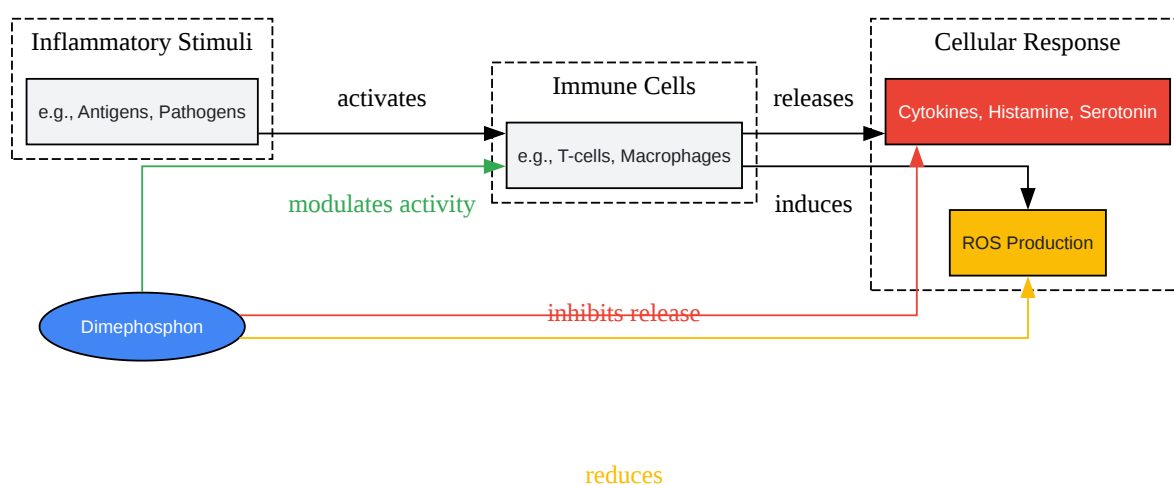 Inflammatory Stimuli
e.g., Antigens, Pathogens
activates
Immune Cells
e.g., T-cells, Macrophages
releases
induces
Cellular Response
Cytokines, Histamine, Serotonin
ROS Production
modulates activity
Dimephosphon
inhibits release
reduces